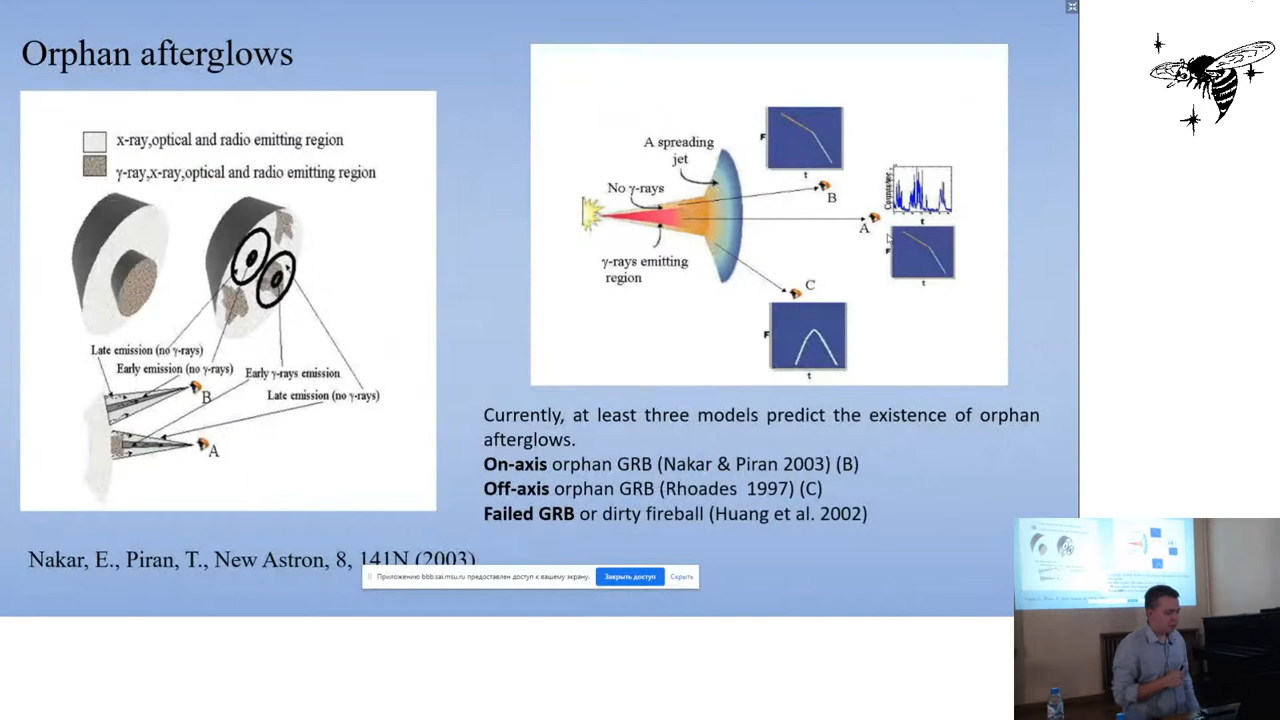 Orphan afterglows
x-ray,optical and radio emitting region
γ-ray,x-ray,optical and radio emitting region
Late emission (no γ-rays)
Early emission (no γ-rays)
Early γ-rays emission
Late emission (no γ-rays)
B
A
A spreading
jet
No γ-rays
γ-rays emitting
region
F
t
B
A
Counts/sec
t
F
t
C
F
t
Currently, at least three models predict the existence of orphan
afterglows.
On-axis orphan GRB (Nakar & Piran 2003) (B)
Off-axis orphan GRB (Rhoades 1997) (C)
Failed GRB or dirty fireball (Huang et al. 2002)
Nakar, E., Piran, T., New Astron, 8, 141N (2003)
Приложению bbb.sai.msu.ru предоставлен доступ к вашему экрану.
Закрыть доступ
Скрыть